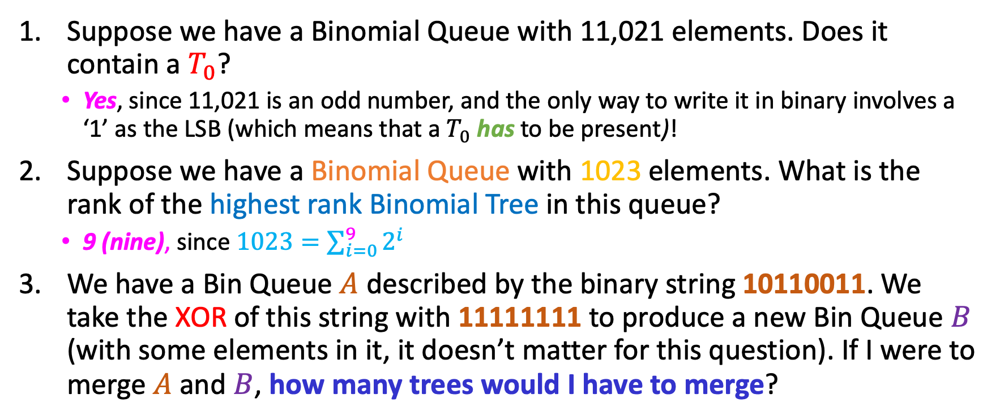 1. Suppose we have a Binomial Queue with 11,021 elements. Does it
contain a T₀?
• Yes, since 11,021 is an odd number, and the only way to write it in binary involves a
‘1’ as the LSB (which means that a T₀ has to be present)!
2. Suppose we have a Binomial Queue with 1023 elements. What is the
rank of the highest rank Binomial Tree in this queue?
• 9 (nine), since 1023 = ∑⁹ᵢ₌₀ 2ⁱ
3. We have a Bin Queue A described by the binary string 10110011. We
take the XOR of this string with 11111111 to produce a new Bin Queue B
(with some elements in it, it doesn’t matter for this question). If I were to
merge A and B, how many trees would I have to merge?